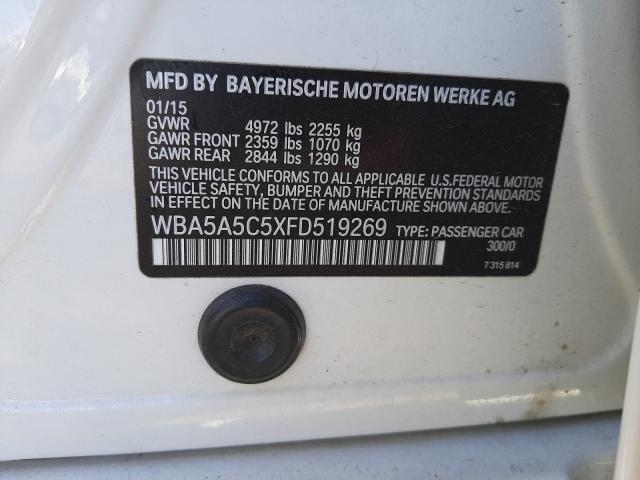 MFD BY BAYERISCHE MOTOREN WERKE AG
01/15
GVWR 4972 lbs 2255 kg
GAWR FRONT 2359 lbs 1070 kg
GAWR REAR 2844 lbs 1290 kg
THIS VEHICLE CONFORMS TO ALL APPLICABLE U.S.FEDERAL MOTOR
VEHICLE SAFETY, BUMPER AND THEFT PREVENTION STANDARDS
IN EFFECT ON THE DATE OF MANUFACTURE SHOWN ABOVE.
WBA5A5C5XFD519269 TYPE: PASSENGER CAR
300/0
7315814